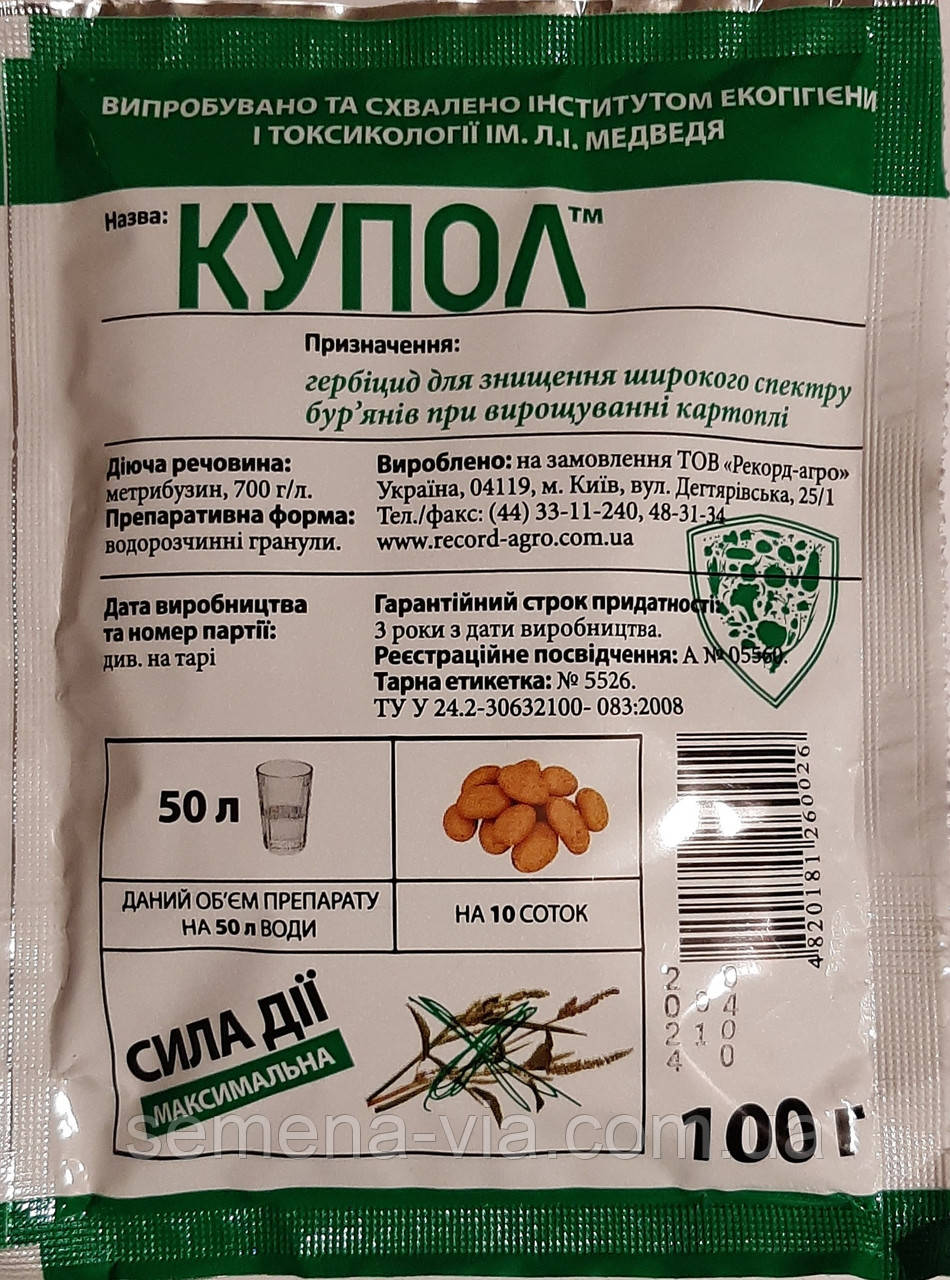 ВИПРОБУВАНО ТА СХВАЛЕНО ІНСТИТУТОМ ЕКОГІГІЄНИ
І ТОКСИКОЛОГІЇ ІМ. Л.І. МЕДВЕДЯ
Назва: КУПОЛ™
Призначення:
гербіцид для знищення широкого спектру
бур’янів при вирощуванні картоплі
Діюча речовина:
метрибузин, 700 г/л.
Препаративна форма:
водорозчинні гранули.
Вироблено: на замовлення ТОВ «Рекорд-агро»
Україна, 04119, м. Київ, вул. Дегтярівська, 25/1
Тел./факс: (44) 33-11-240, 48-31-34
www.record-agro.com.ua
Дата виробництва
та номер партії:
див. на тарі
Гарантійний строк придатності:
3 роки з дати виробництва.
Реєстраційне посвідчення: А № 05560.
Тарна етикетка: № 5526.
ТУ У 24.2-30632100- 083:2008
50 л
ДАНИЙ ОБ‘ЄМ ПРЕПАРАТУ
НА 50 л ВОДИ
НА 10 СОТОК
4820181260026
СИЛА ДІЇ
МАКСИМАЛЬНА
100 г
semena-via.com.ua